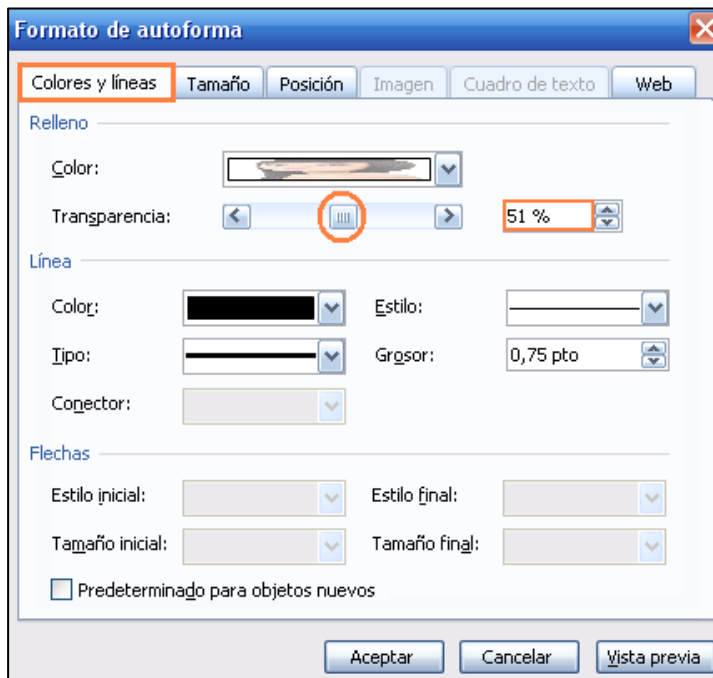 Formato de autoforma
Colores y líneas Tamaño Posición Imagen Cuadro de texto Web
Relleno
Color:
Transparencia: 51 %
Línea
Color: Estilo:
Tipo: Grosor: 0,75 pto
Conector:
Flechas
Estilo inicial: Estilo final:
Tamaño inicial: Tamaño final:
Predeterminado para objetos nuevos
Aceptar Cancelar Vista previa